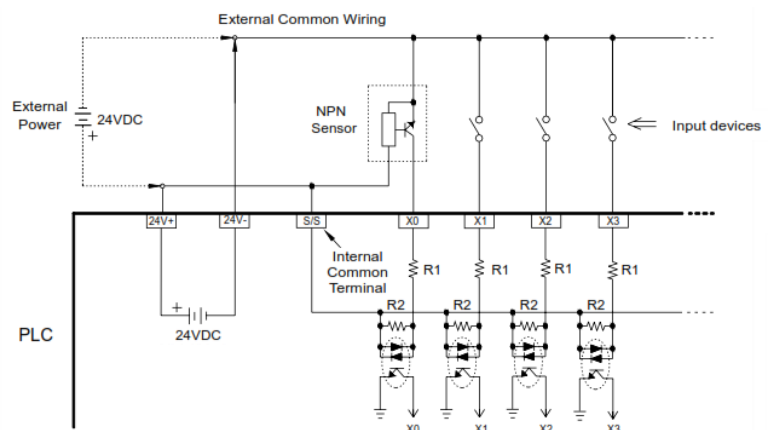 External Common Wiring
External
Power
24VDC
+
NPN
Sensor
Input devices
24V+
24V-
S/S
X0
X1
X2
X3
Internal
Common
Terminal
R1
R1
R1
R1
+
24VDC
R2
R2
R2
R2
PLC
X0
X1
X2
X3